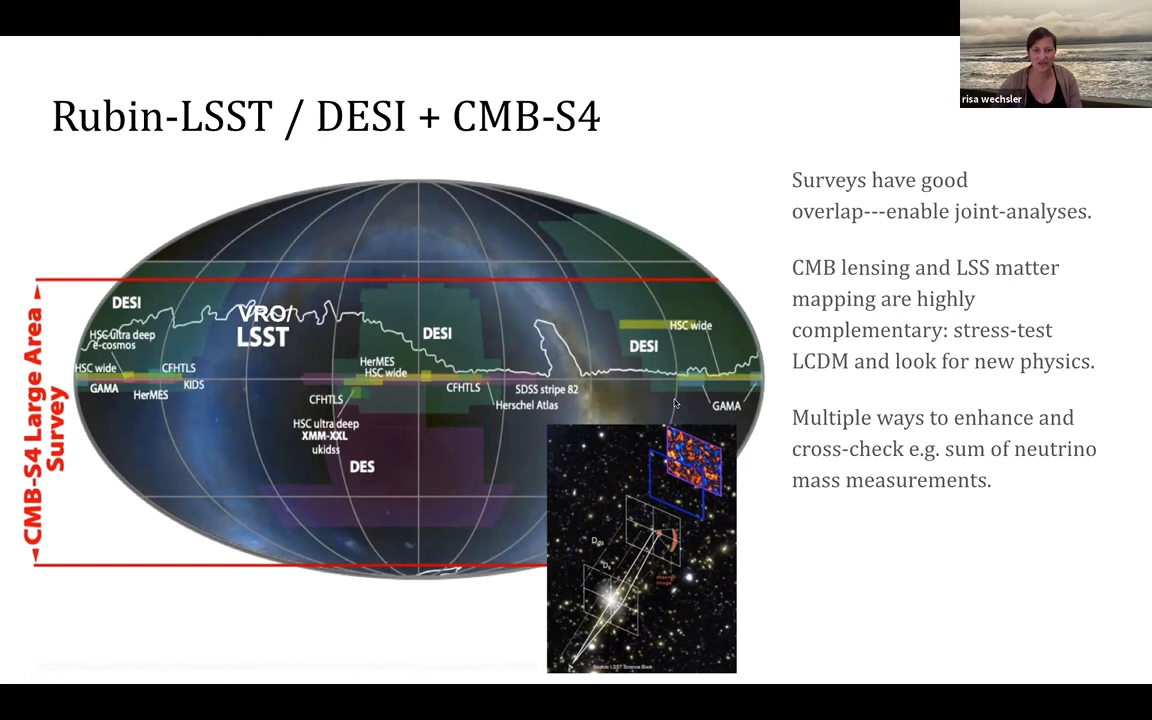 risa wechsler
Rubin-LSST / DESI + CMB-S4
Surveys have good
overlap---enable joint-analyses.
CMB lensing and LSS matter
mapping are highly
complementary: stress-test
LCDM and look for new physics.
Multiple ways to enhance and
cross-check e.g. sum of neutrino
mass measurements.
CMB-S4 Large Area
Survey
DESI
VRO/
LSST
HSC ultra deep
e-cosmos
DESI
HSC wide
DESI
HSC wide
CFHTLS
GAMA
HerMES
KIDS
HerMES
HSC wide
CFHTLS
CFHTLS
SDSS stripe 82
Herschel Atlas
GAMA
HSC ultra deep
XMM-XXL
ukidss
DES
Source: LSST Science Book